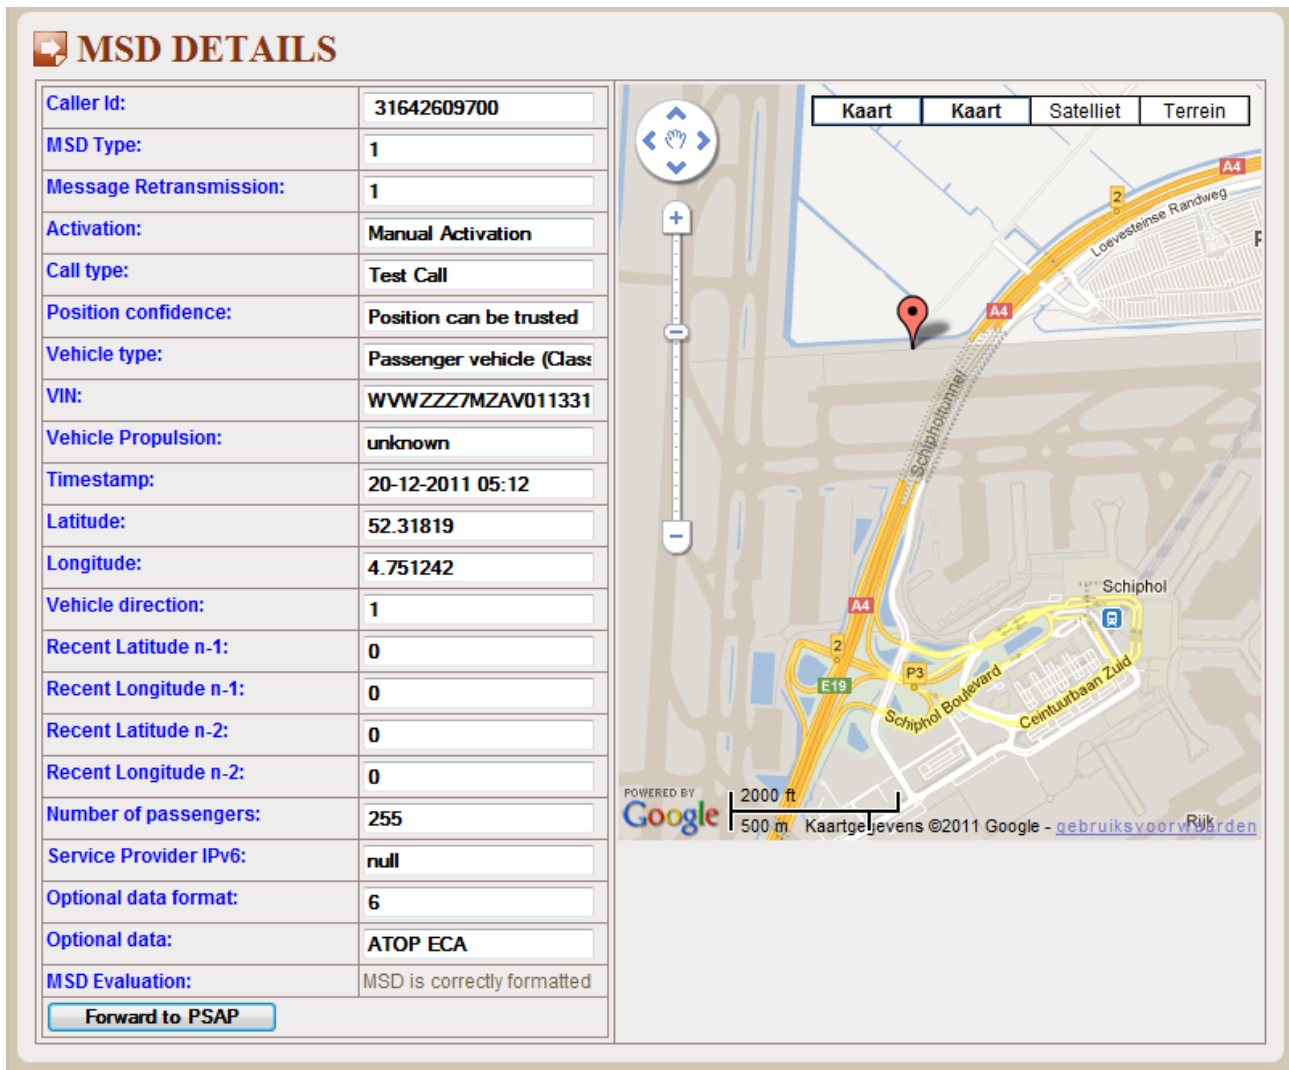 MSD DETAILS
Caller Id: 31642609700
MSD Type: 1
Message Retransmission: 1
Activation: Manual Activation
Call type: Test Call
Position confidence: Position can be trusted
Vehicle type: Passenger vehicle (Clas
VIN: WVWZZZ7MZAV011331
Vehicle Propulsion: unknown
Timestamp: 20-12-2011 05:12
Latitude: 52.31819
Longitude: 4.751242
Vehicle direction: 1
Recent Latitude n-1: 0
Recent Longitude n-1: 0
Recent Latitude n-2: 0
Recent Longitude n-2: 0
Number of passengers: 255
Service Provider IPv6: null
Optional data format: 6
Optional data: ATOP ECA
MSD Evaluation: MSD is correctly formatted
Forward to PSAP
Kaart Kaart Satelliet Terrein
A4
2
Loevesteinse Randweg
A4
Schipholtunnel
Schiphol
A4
2
P3
E19
Schiphol Boulevard
Ceintuurbaan Zuid
POWERED BY
Google
2000 ft
500 m
Kaartgegevens ©2011 Google - gebruiksvoorwaarden
Rijk